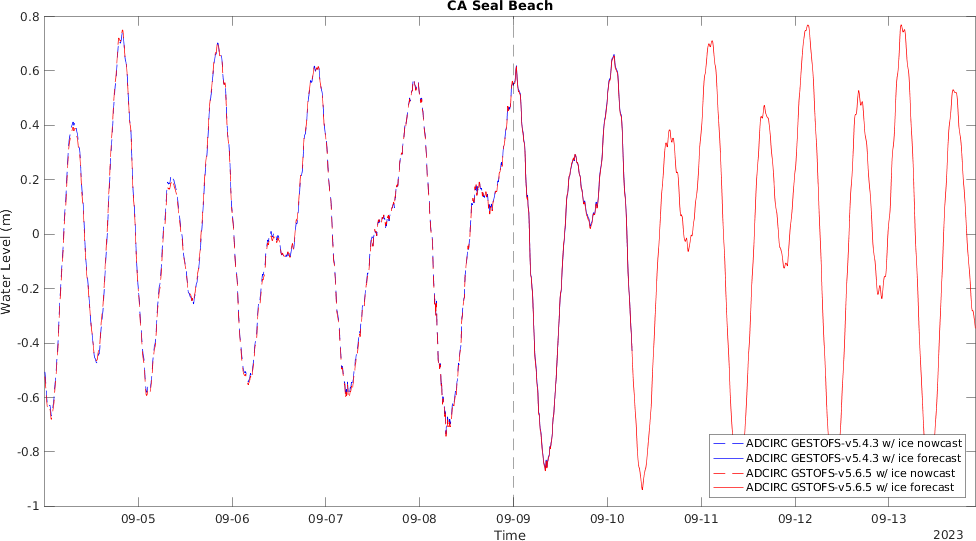 CA Seal Beach
0.8
0.6
0.4
0.2
0
-0.2
-0.4
-0.6
-0.8
-1
Water Level (m)
09-05 09-06 09-07 09-08 09-09 09-10 09-11 09-12 09-13
Time
2023
ADCIRC GESTOFS-v5.4.3 w/ ice nowcast
ADCIRC GESTOFS-v5.4.3 w/ ice forecast
ADCIRC GSTOFS-v5.6.5 w/ ice nowcast
ADCIRC GSTOFS-v5.6.5 w/ ice forecast